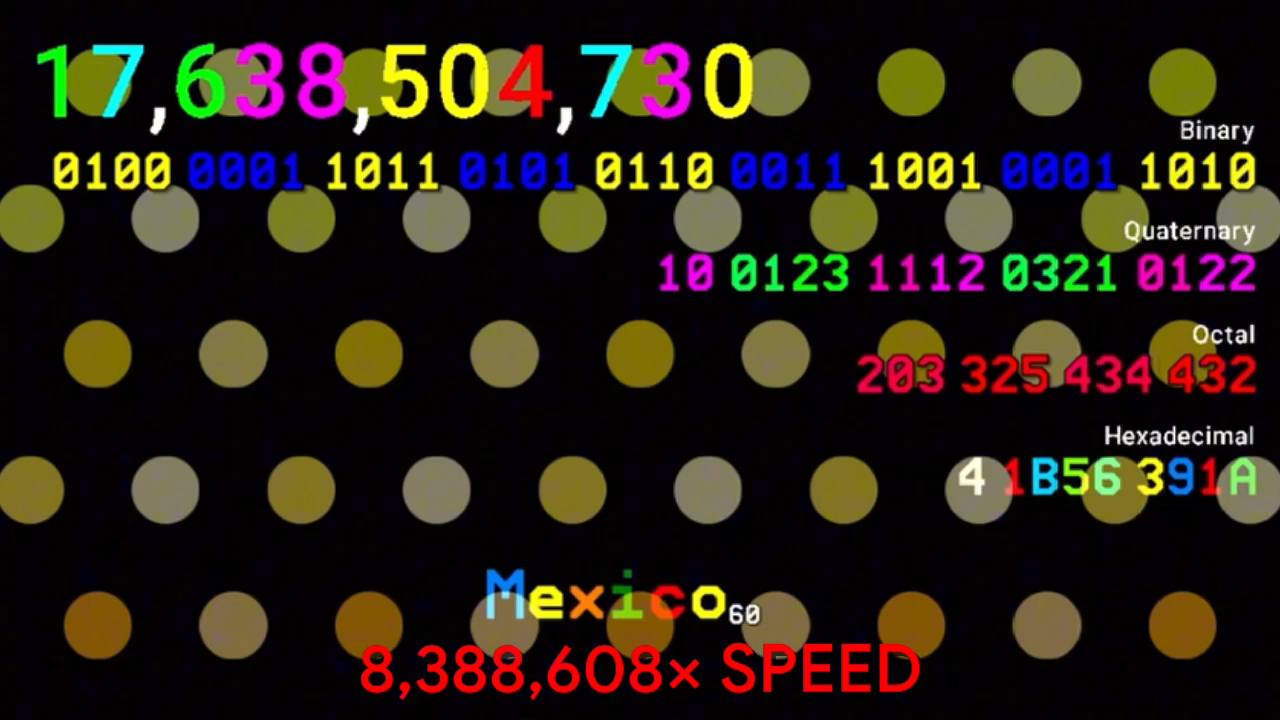 17,638,504,730
Binary
0100 0001 1011 0101 0110 0011 1001 0001 1010
Quaternary
10 0123 1112 0321 0122
Octal
203 325 434 432
Hexadecimal
4 1B56 391A
Mexico60
8,388,608× SPEED